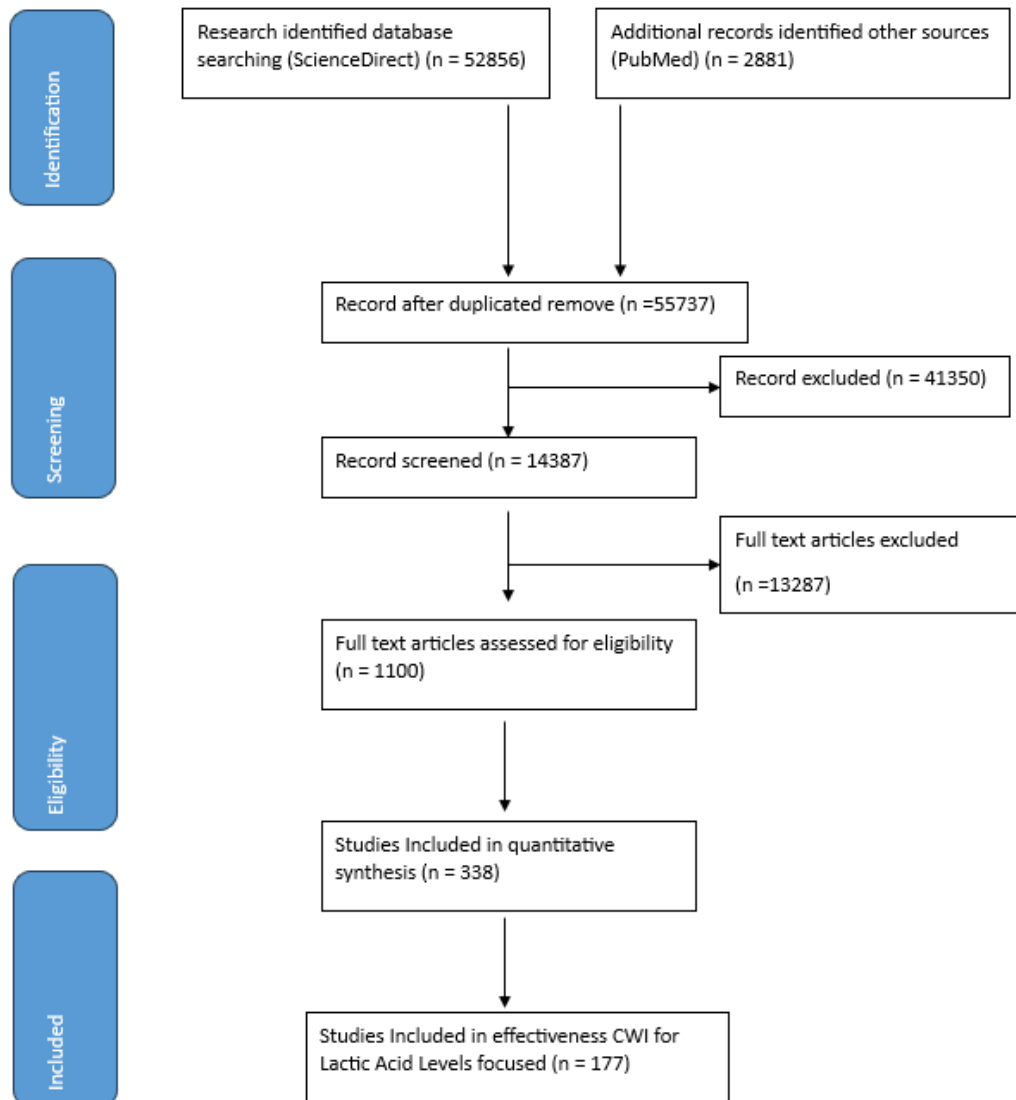 Identification
Research identified database
searching (ScienceDirect) (n = 52856)
Additional records identified other sources
(PubMed) (n = 2881)
Screening
Record after duplicated remove (n =55737)
Record excluded (n = 41350)
Record screened (n = 14387)
Full text articles excluded
(n =13287)
Eligibility
Full text articles assessed for eligibility
(n = 1100)
Studies Included in quantitative
synthesis (n = 338)
Included
Studies Included in effectiveness CWI for
Lactic Acid Levels focused (n = 177)